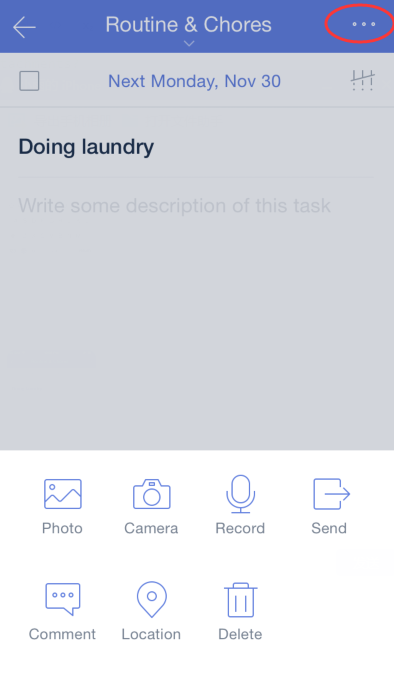 Routine & Chores
Next Monday, Nov 30
Doing laundry
Write some description of this task
Photo Camera Record Send
Comment Location Delete